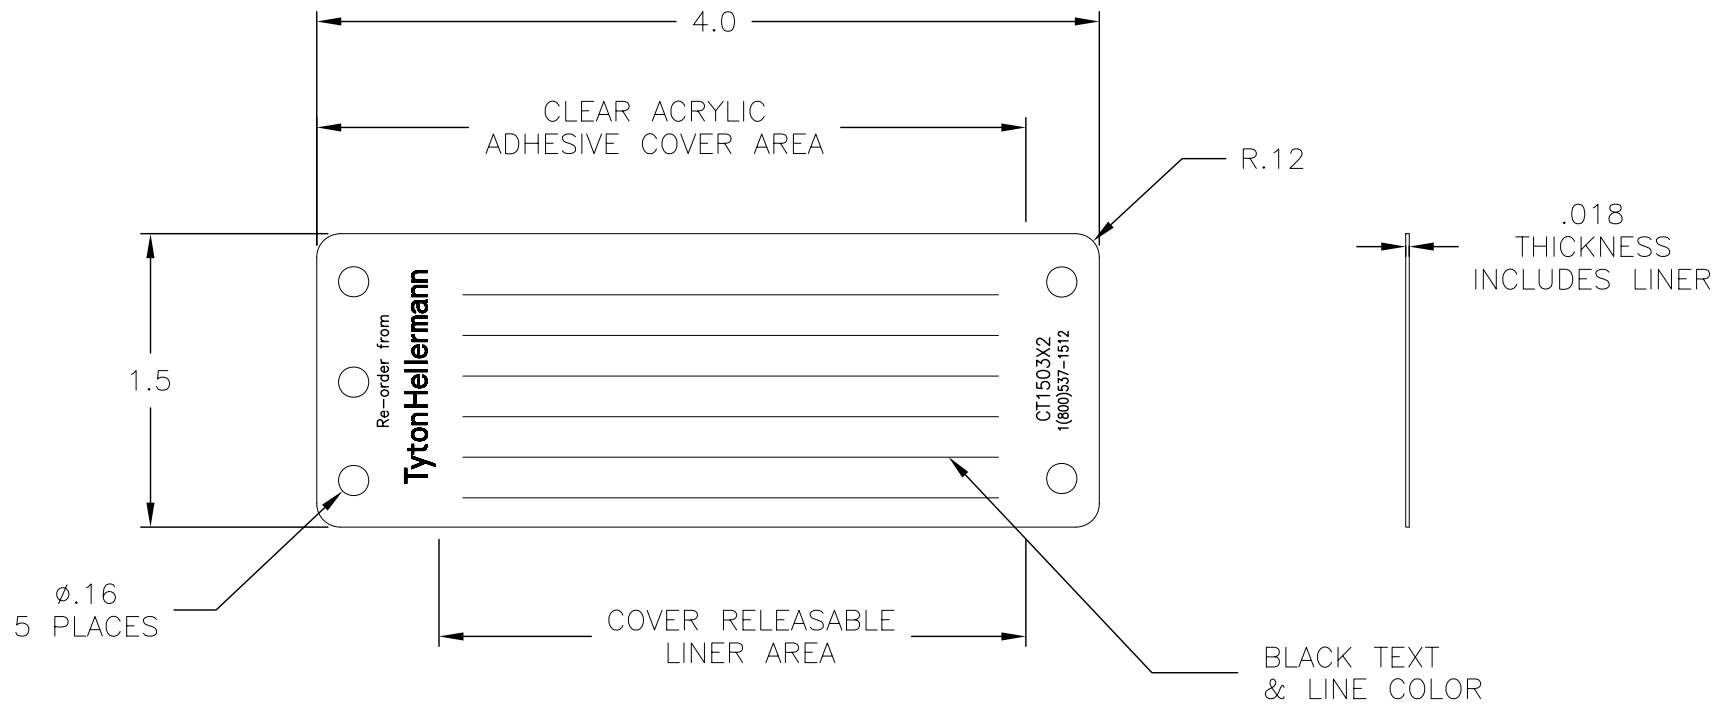 4.0
CLEAR ACRYLIC
ADHESIVE COVER AREA
R.12
.018
THICKNESS
INCLUDES LINER
1.5
Re-order from
TytonHellermann
CT1503X2
1(800)537-1512
⌀.16
5 PLACES
COVER RELEASABLE
LINER AREA
BLACK TEXT
& LINE COLOR